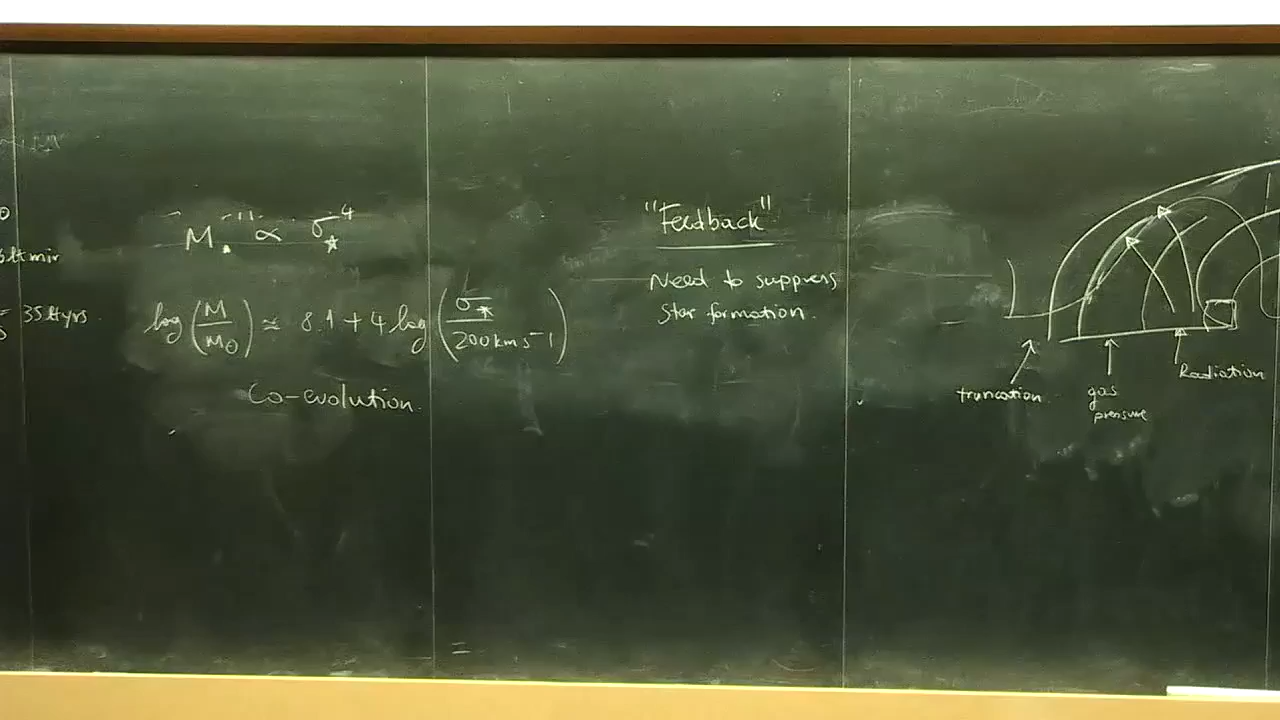 M• ∝ σ★^4
log(M/M⊙) ≈ 8.1 + 4 log(σ★/200 km s^-1)
Co-evolution.
"Feedback"
Need to suppress
Star formation.
truncation
gas
pressure
Radiation
= 35 ltyrs.